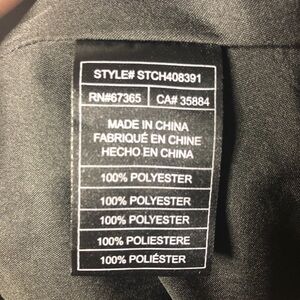 STYLE# STCH408391
RN#67365 CA# 35884
MADE IN CHINA
FABRIQUÉ EN CHINE
HECHO EN CHINA
100% POLYESTER
100% POLYESTER
100% POLYESTER
100% POLIESTERE
100% POLIÉSTER